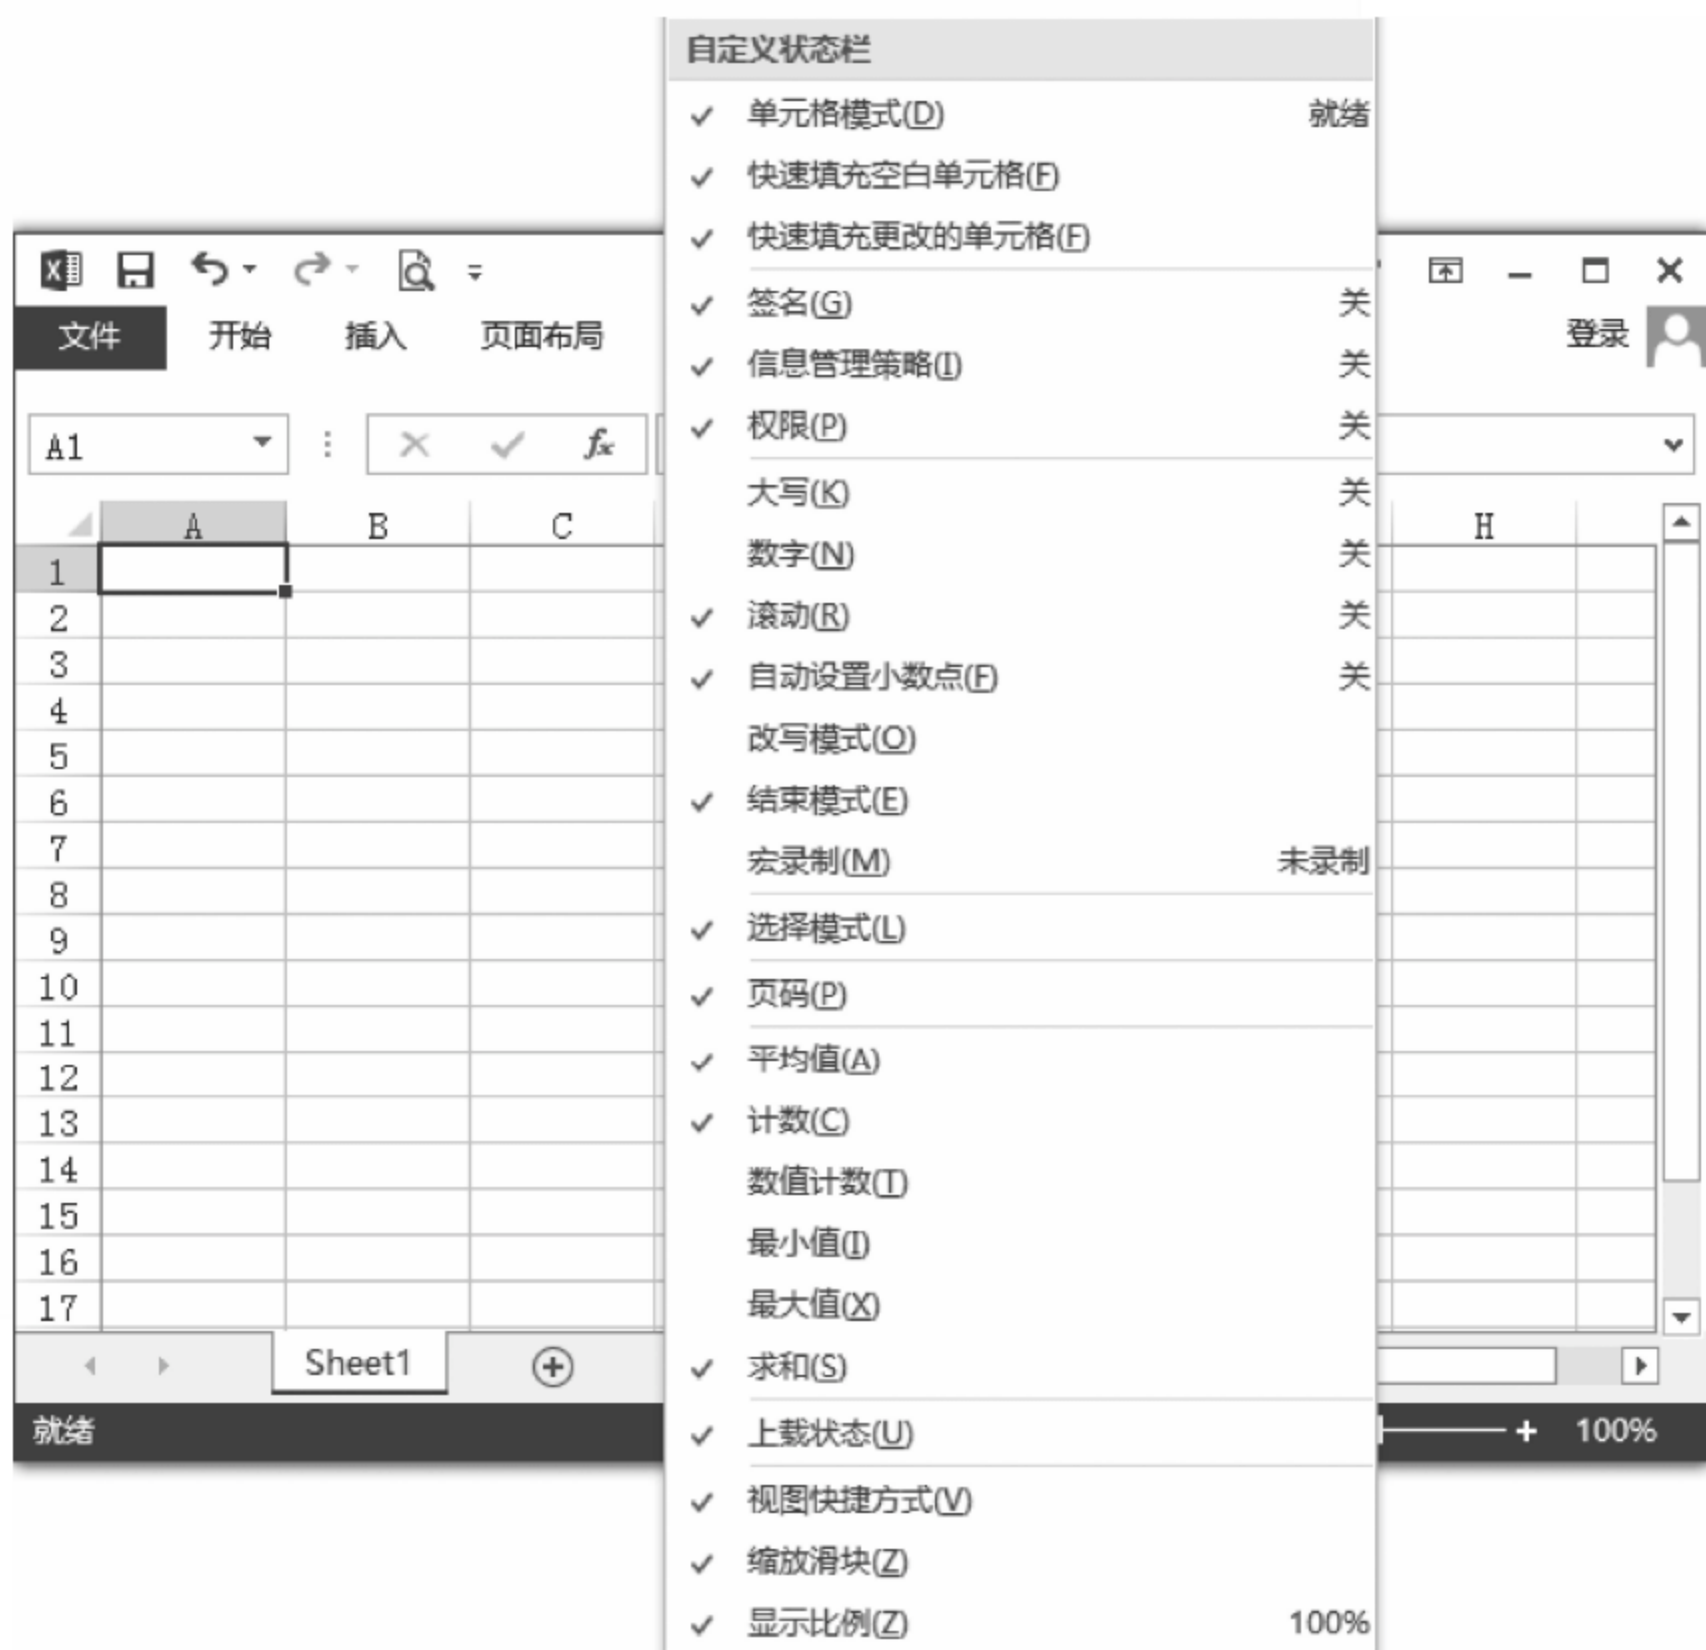 自定义状态栏
单元格模式(D) 就绪
快速填充空白单元格(F)
快速填充更改的单元格(F)
签名(G) 关
信息管理策略(I) 关
权限(P) 关
大写(K) 关
数字(N) 关
滚动(R) 关
自动设置小数点(F) 关
改写模式(O)
结束模式(E)
宏录制(M) 未录制
选择模式(L)
页码(P)
平均值(A)
计数(C)
数值计数(T)
最小值(I)
最大值(X)
求和(S)
上载状态(U)
视图快捷方式(V)
缩放滑块(Z)
显示比例(Z) 100%
文件 开始 插入 页面布局 登录
A1 fx
A B C H
1
2
3
4
5
6
7
8
9
10
11
12
13
14
15
16
17
Sheet1
就绪 100%